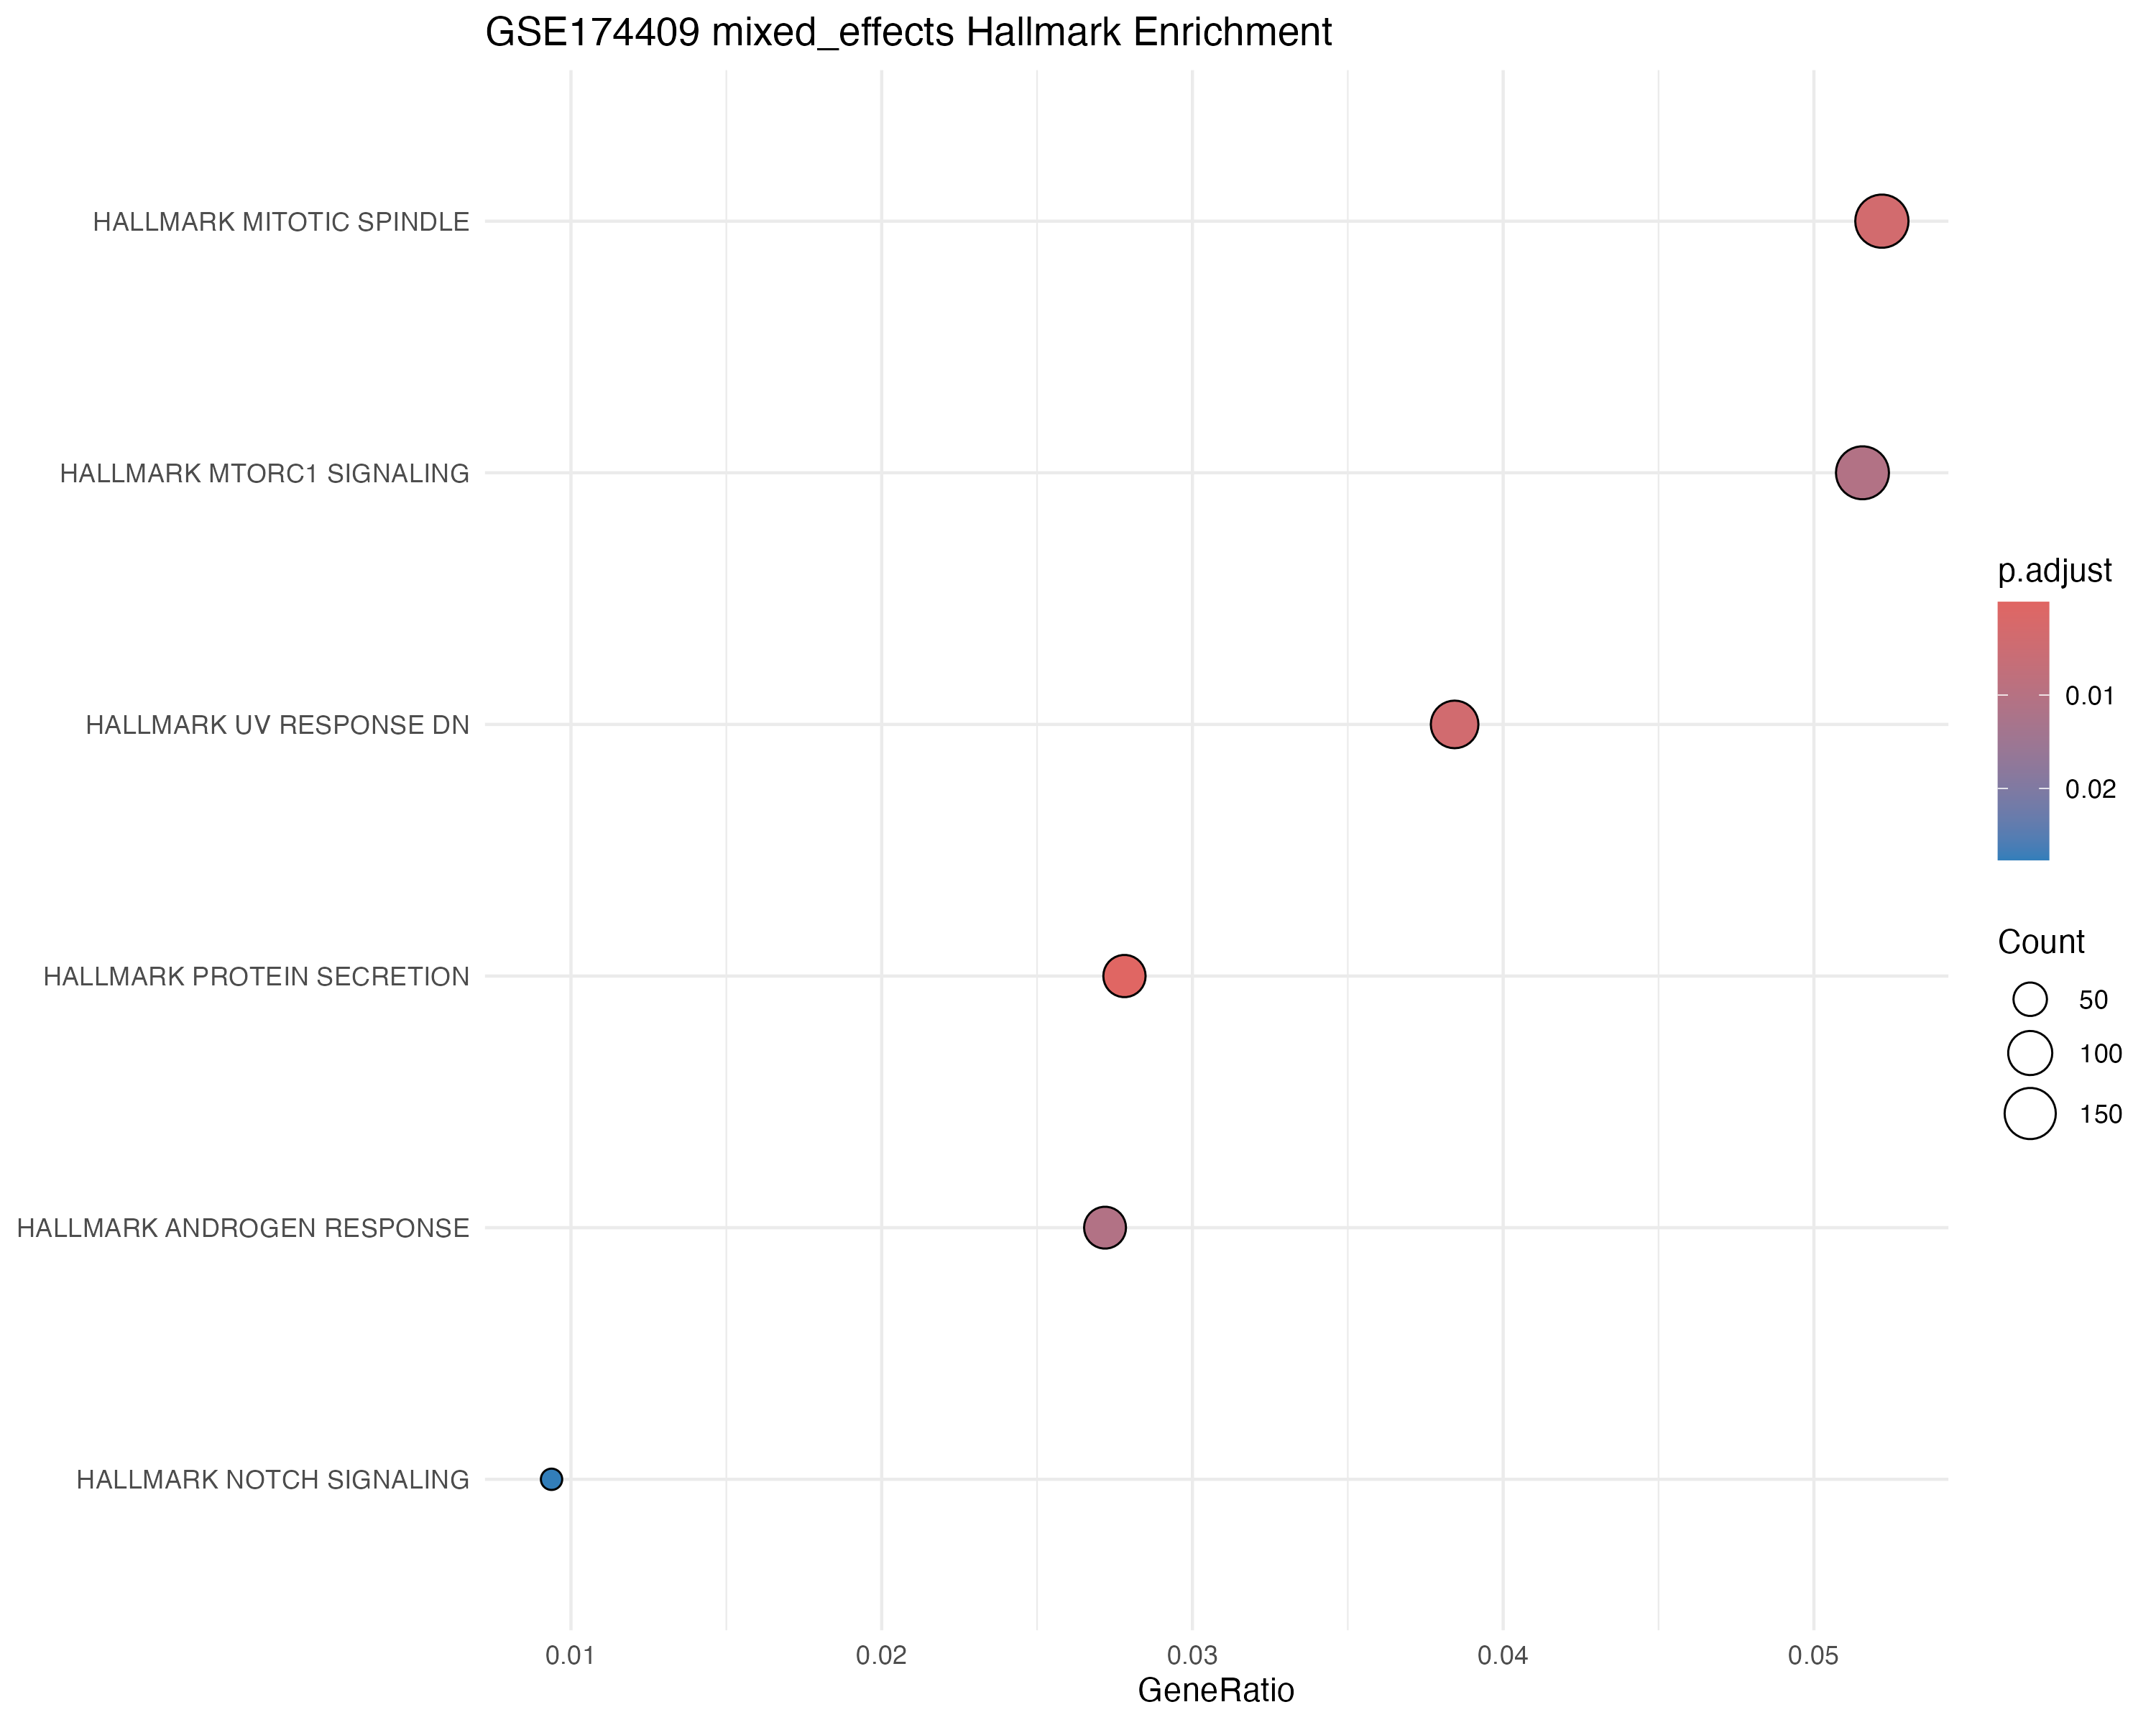 GSE174409 mixed_effects Hallmark Enrichment
HALLMARK MITOTIC SPINDLE
HALLMARK MTORC1 SIGNALING
HALLMARK UV RESPONSE DN
HALLMARK PROTEIN SECRETION
HALLMARK ANDROGEN RESPONSE
HALLMARK NOTCH SIGNALING
0.01 0.02 0.03 0.04 0.05
GeneRatio
p.adjust
0.01
0.02
Count
50
100
150